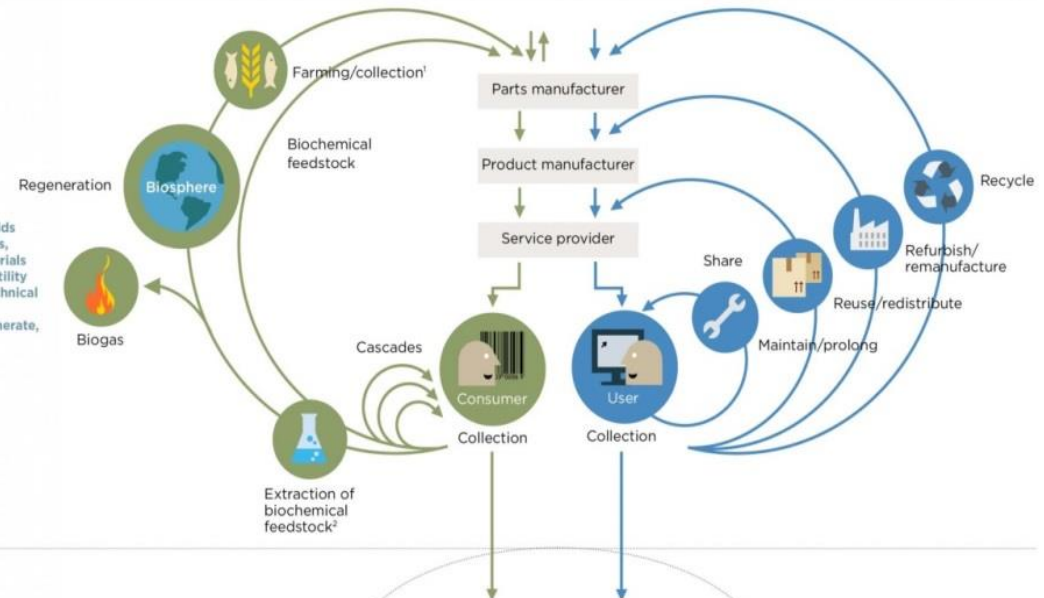 Farming/collection¹
Parts manufacturer
Biochemical
feedstock
Product manufacturer
Regeneration
Biosphere
Recycle
Service provider
Share
Refurbish/
remanufacture
Reuse/redistribute
Biogas
Maintain/prolong
Cascades
Consumer
User
Collection
Collection
Extraction of
biochemical
feedstock²